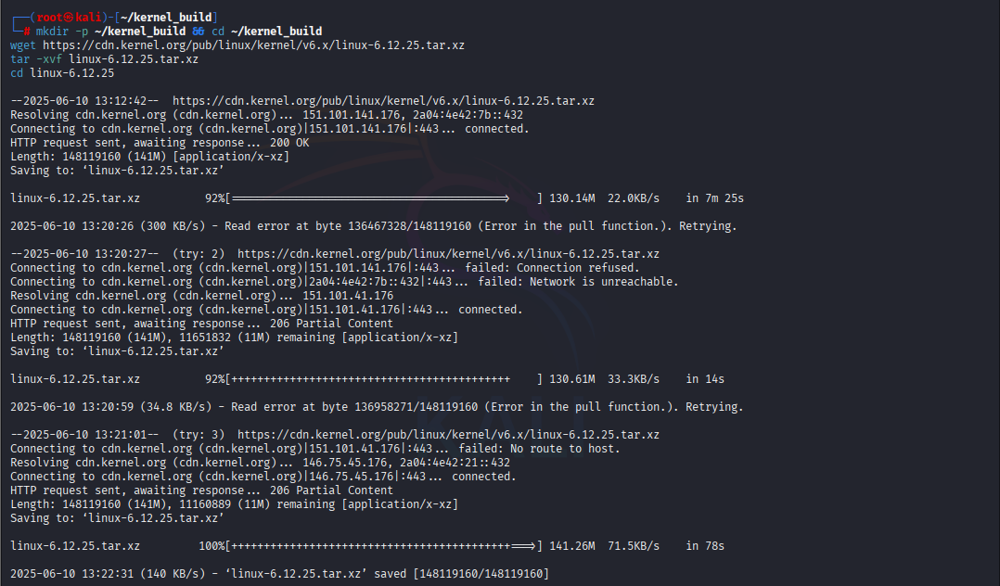 ┌──(root㉿kali)-[~/kernel_build]
└─# mkdir -p ~/kernel_build && cd ~/kernel_build
wget https://cdn.kernel.org/pub/linux/kernel/v6.x/linux-6.12.25.tar.xz
tar -xvf linux-6.12.25.tar.xz
cd linux-6.12.25
--2025-06-10 13:12:42--  https://cdn.kernel.org/pub/linux/kernel/v6.x/linux-6.12.25.tar.xz
Resolving cdn.kernel.org (cdn.kernel.org)... 151.101.141.176, 2a04:4e42:7b::432
Connecting to cdn.kernel.org (cdn.kernel.org)|151.101.141.176|:443... connected.
HTTP request sent, awaiting response... 200 OK
Length: 148119160 (141M) [application/x-xz]
Saving to: ‘linux-6.12.25.tar.xz’
linux-6.12.25.tar.xz          92%[==========================================>     ] 130.14M  22.0KB/s    in 7m 25s
2025-06-10 13:20:26 (300 KB/s) - Read error at byte 136467328/148119160 (Error in the pull function.). Retrying.
--2025-06-10 13:20:27--  (try: 2)  https://cdn.kernel.org/pub/linux/kernel/v6.x/linux-6.12.25.tar.xz
Connecting to cdn.kernel.org (cdn.kernel.org)|151.101.141.176|:443... failed: Connection refused.
Connecting to cdn.kernel.org (cdn.kernel.org)|2a04:4e42:7b::432|:443... failed: Network is unreachable.
Resolving cdn.kernel.org (cdn.kernel.org)... 151.101.41.176
Connecting to cdn.kernel.org (cdn.kernel.org)|151.101.41.176|:443... connected.
HTTP request sent, awaiting response... 206 Partial Content
Length: 148119160 (141M), 11651832 (11M) remaining [application/x-xz]
Saving to: ‘linux-6.12.25.tar.xz’
linux-6.12.25.tar.xz          92%[+++++++++++++++++++++++++++++++++++++++++++     ] 130.61M  33.3KB/s    in 14s
2025-06-10 13:20:59 (34.8 KB/s) - Read error at byte 136958271/148119160 (Error in the pull function.). Retrying.
--2025-06-10 13:21:01--  (try: 3)  https://cdn.kernel.org/pub/linux/kernel/v6.x/linux-6.12.25.tar.xz
Connecting to cdn.kernel.org (cdn.kernel.org)|151.101.41.176|:443... failed: No route to host.
Resolving cdn.kernel.org (cdn.kernel.org)... 146.75.45.176, 2a04:4e42:21::432
Connecting to cdn.kernel.org (cdn.kernel.org)|146.75.45.176|:443... connected.
HTTP request sent, awaiting response... 206 Partial Content
Length: 148119160 (141M), 11160889 (11M) remaining [application/x-xz]
Saving to: ‘linux-6.12.25.tar.xz’
linux-6.12.25.tar.xz         100%[+++++++++++++++++++++++++++++++++++++++++++===>] 141.26M  71.5KB/s    in 78s
2025-06-10 13:22:31 (140 KB/s) - ‘linux-6.12.25.tar.xz’ saved [148119160/148119160]
KALI